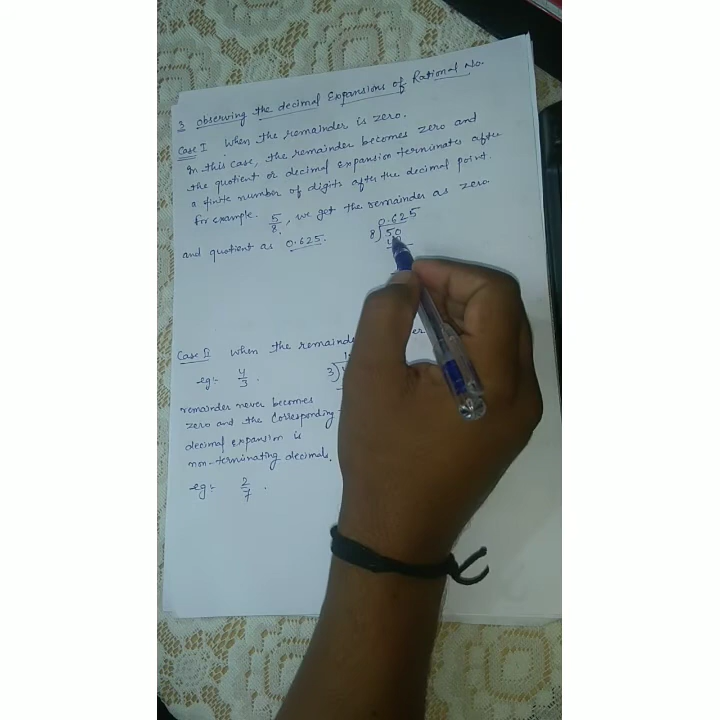 3 observing the decimal Expansions of Rational No.
Case I When the remainder is zero.
In this case, the remainder becomes zero and
the quotient or decimal expansion terminates after
a finite number of digits after the decimal point.
for example. 5/8, we get the remainder as zero.
and quotient as 0.625.
0.625
8)50
Case II When the remainder
eg:- 4/3.
3)
remainder never becomes
zero and the corresponding
decimal expansion is
non-terminating decimals.
eg:- 2/7.